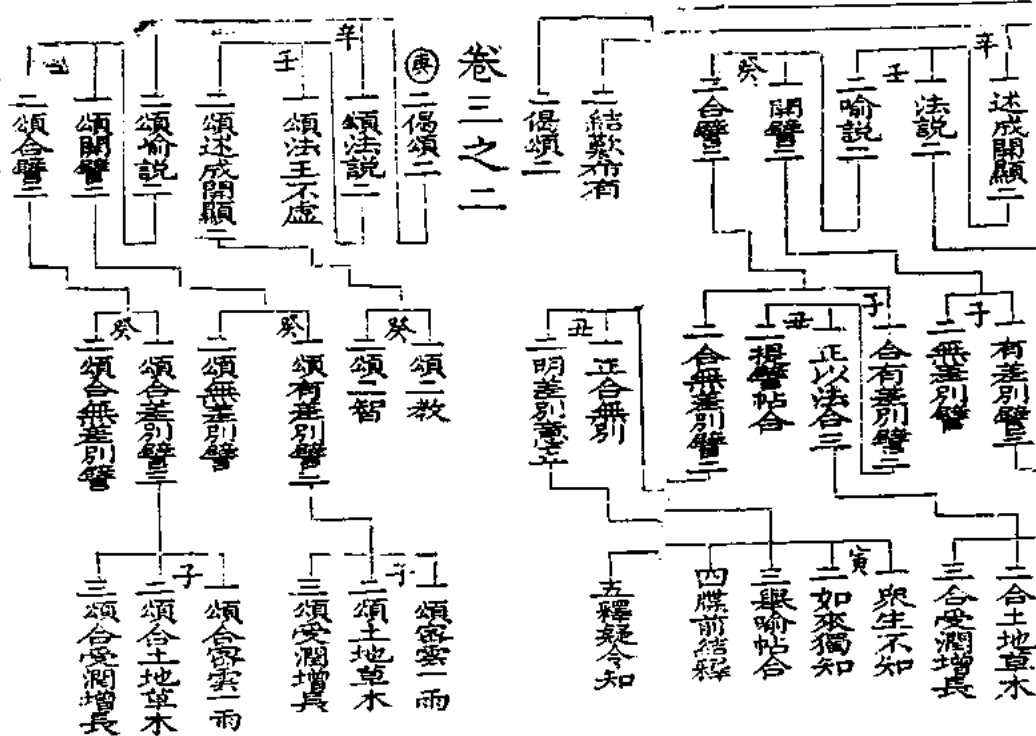 辛
一述成開顯二
壬
一法說二
二喻說二
癸
一開譬二
二合譬二
二結歎希有
二偈頌二
子
一有差別譬三
二無差別譬
子
一合有差別譬二
丑
一正以法合三
二提譬帖合
二合無差別譬二
丑
一正合無別
二明差別意
二合土地草木
三合受潤增長
寅
一眾生不知
二如來獨知
三舉喻帖合
四牒前結釋
五釋疑令知
卷三之二
庚
二偈頌二
辛
一頌法說二
壬
一頌法王不虛
二頌述成開顯二
二頌喻說二
壬
一頌開譬二
二頌合譬二
癸
一頌二教
二頌二智
癸
一頌有差別譬三
二頌無差別譬
癸
一頌合差別譬三
二頌合無差別譬
子
一頌密雲一雨
二頌土地草木
三頌受潤增長
子
一頌合密雲一雨
二頌合土地草木
三頌合受潤增長